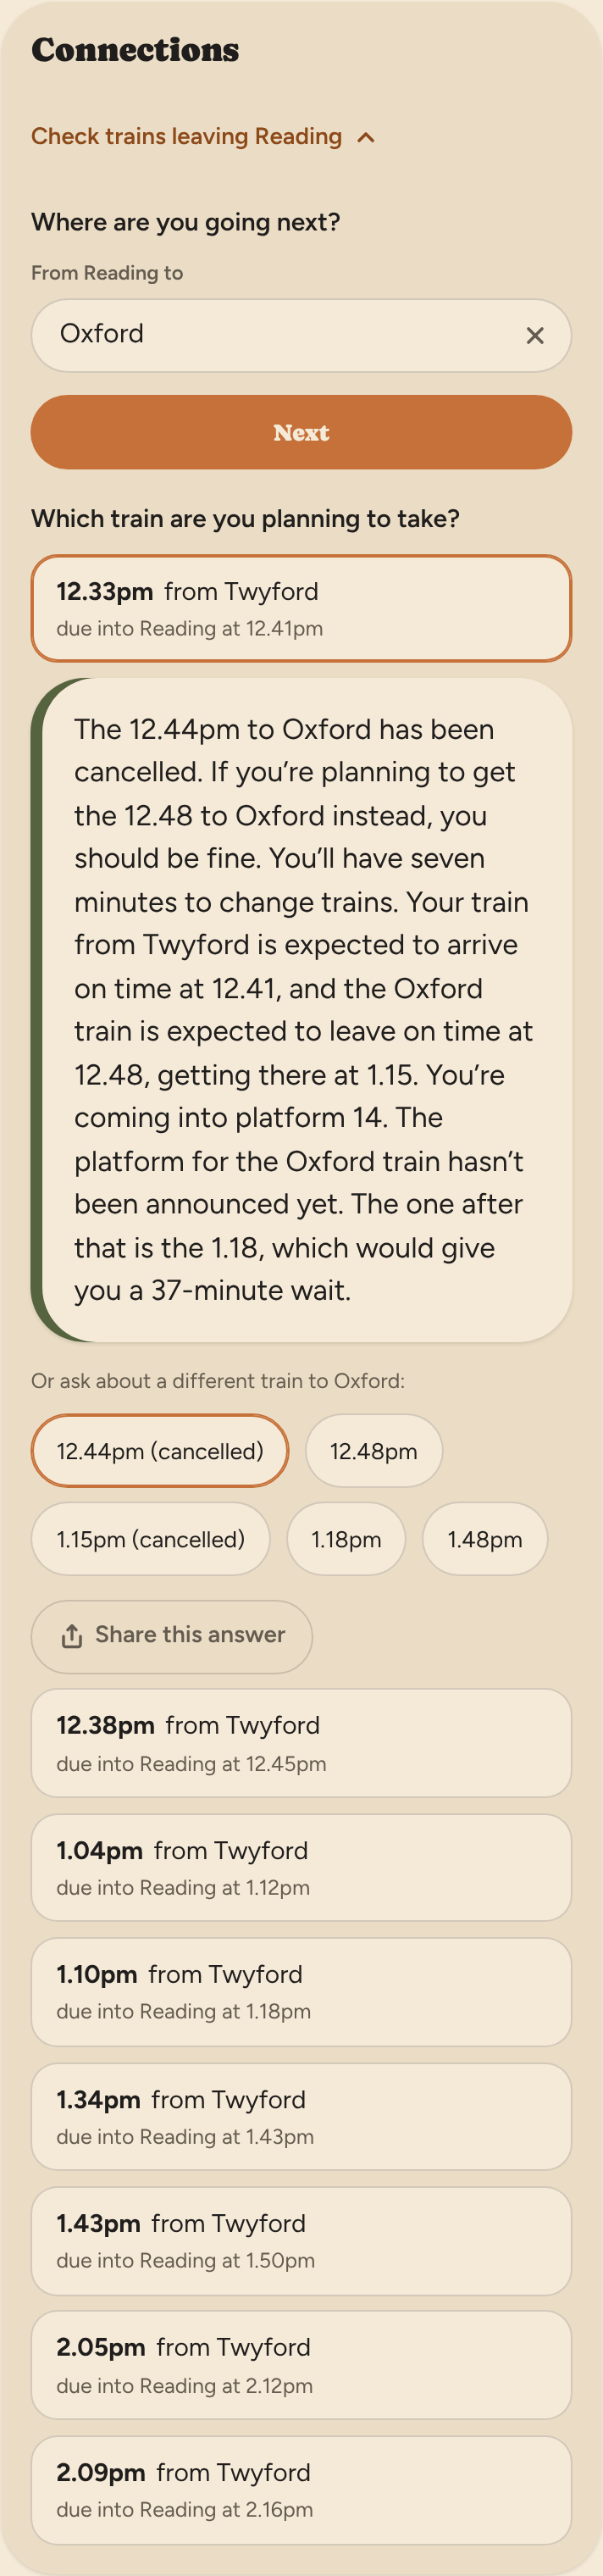 Connections
Check trains leaving Reading
Where are you going next?
From Reading to
Oxford
Next
Which train are you planning to take?
12.33pm from Twyford
due into Reading at 12.41pm
The 12.44pm to Oxford has been
cancelled. If you’re planning to get
the 12.48 to Oxford instead, you
should be fine. You’ll have seven
minutes to change trains. Your train
from Twyford is expected to arrive
on time at 12.41, and the Oxford
train is expected to leave on time at
12.48, getting there at 1.15. You’re
coming into platform 14. The
platform for the Oxford train hasn’t
been announced yet. The one after
that is the 1.18, which would give
you a 37-minute wait.
Or ask about a different train to Oxford:
12.44pm (cancelled) 12.48pm
1.15pm (cancelled) 1.18pm 1.48pm
Share this answer
12.38pm from Twyford
due into Reading at 12.45pm
1.04pm from Twyford
due into Reading at 1.12pm
1.10pm from Twyford
due into Reading at 1.18pm
1.34pm from Twyford
due into Reading at 1.43pm
1.43pm from Twyford
due into Reading at 1.50pm
2.05pm from Twyford
due into Reading at 2.12pm
2.09pm from Twyford
due into Reading at 2.16pm